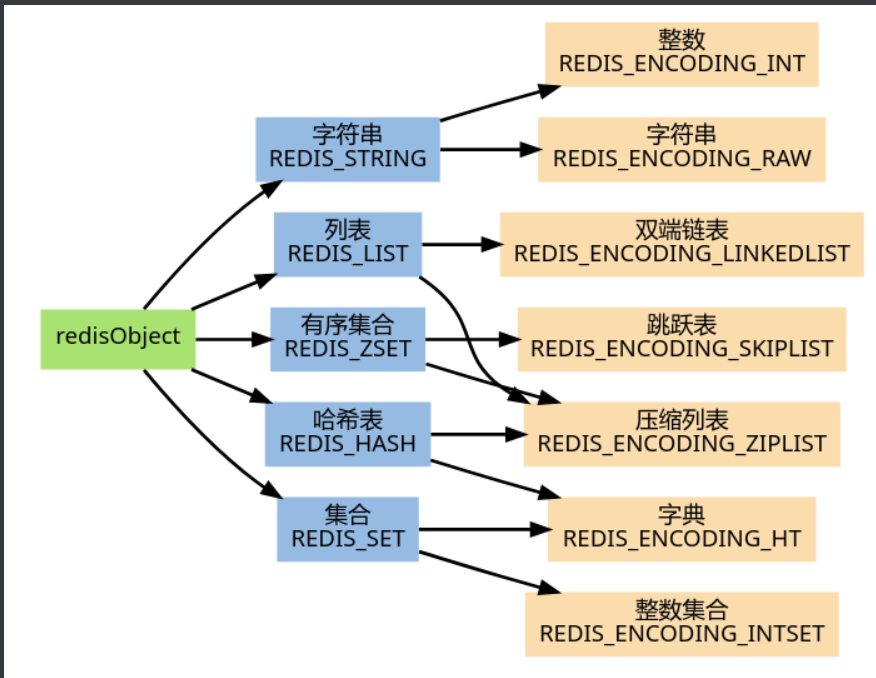 整数
REDIS_ENCODING_INT
字符串
REDIS_STRING
字符串
REDIS_ENCODING_RAW
列表
REDIS_LIST
双端链表
REDIS_ENCODING_LINKEDLIST
redisObject
有序集合
REDIS_ZSET
跳跃表
REDIS_ENCODING_SKIPLIST
哈希表
REDIS_HASH
压缩列表
REDIS_ENCODING_ZIPLIST
集合
REDIS_SET
字典
REDIS_ENCODING_HT
整数集合
REDIS_ENCODING_INTSET